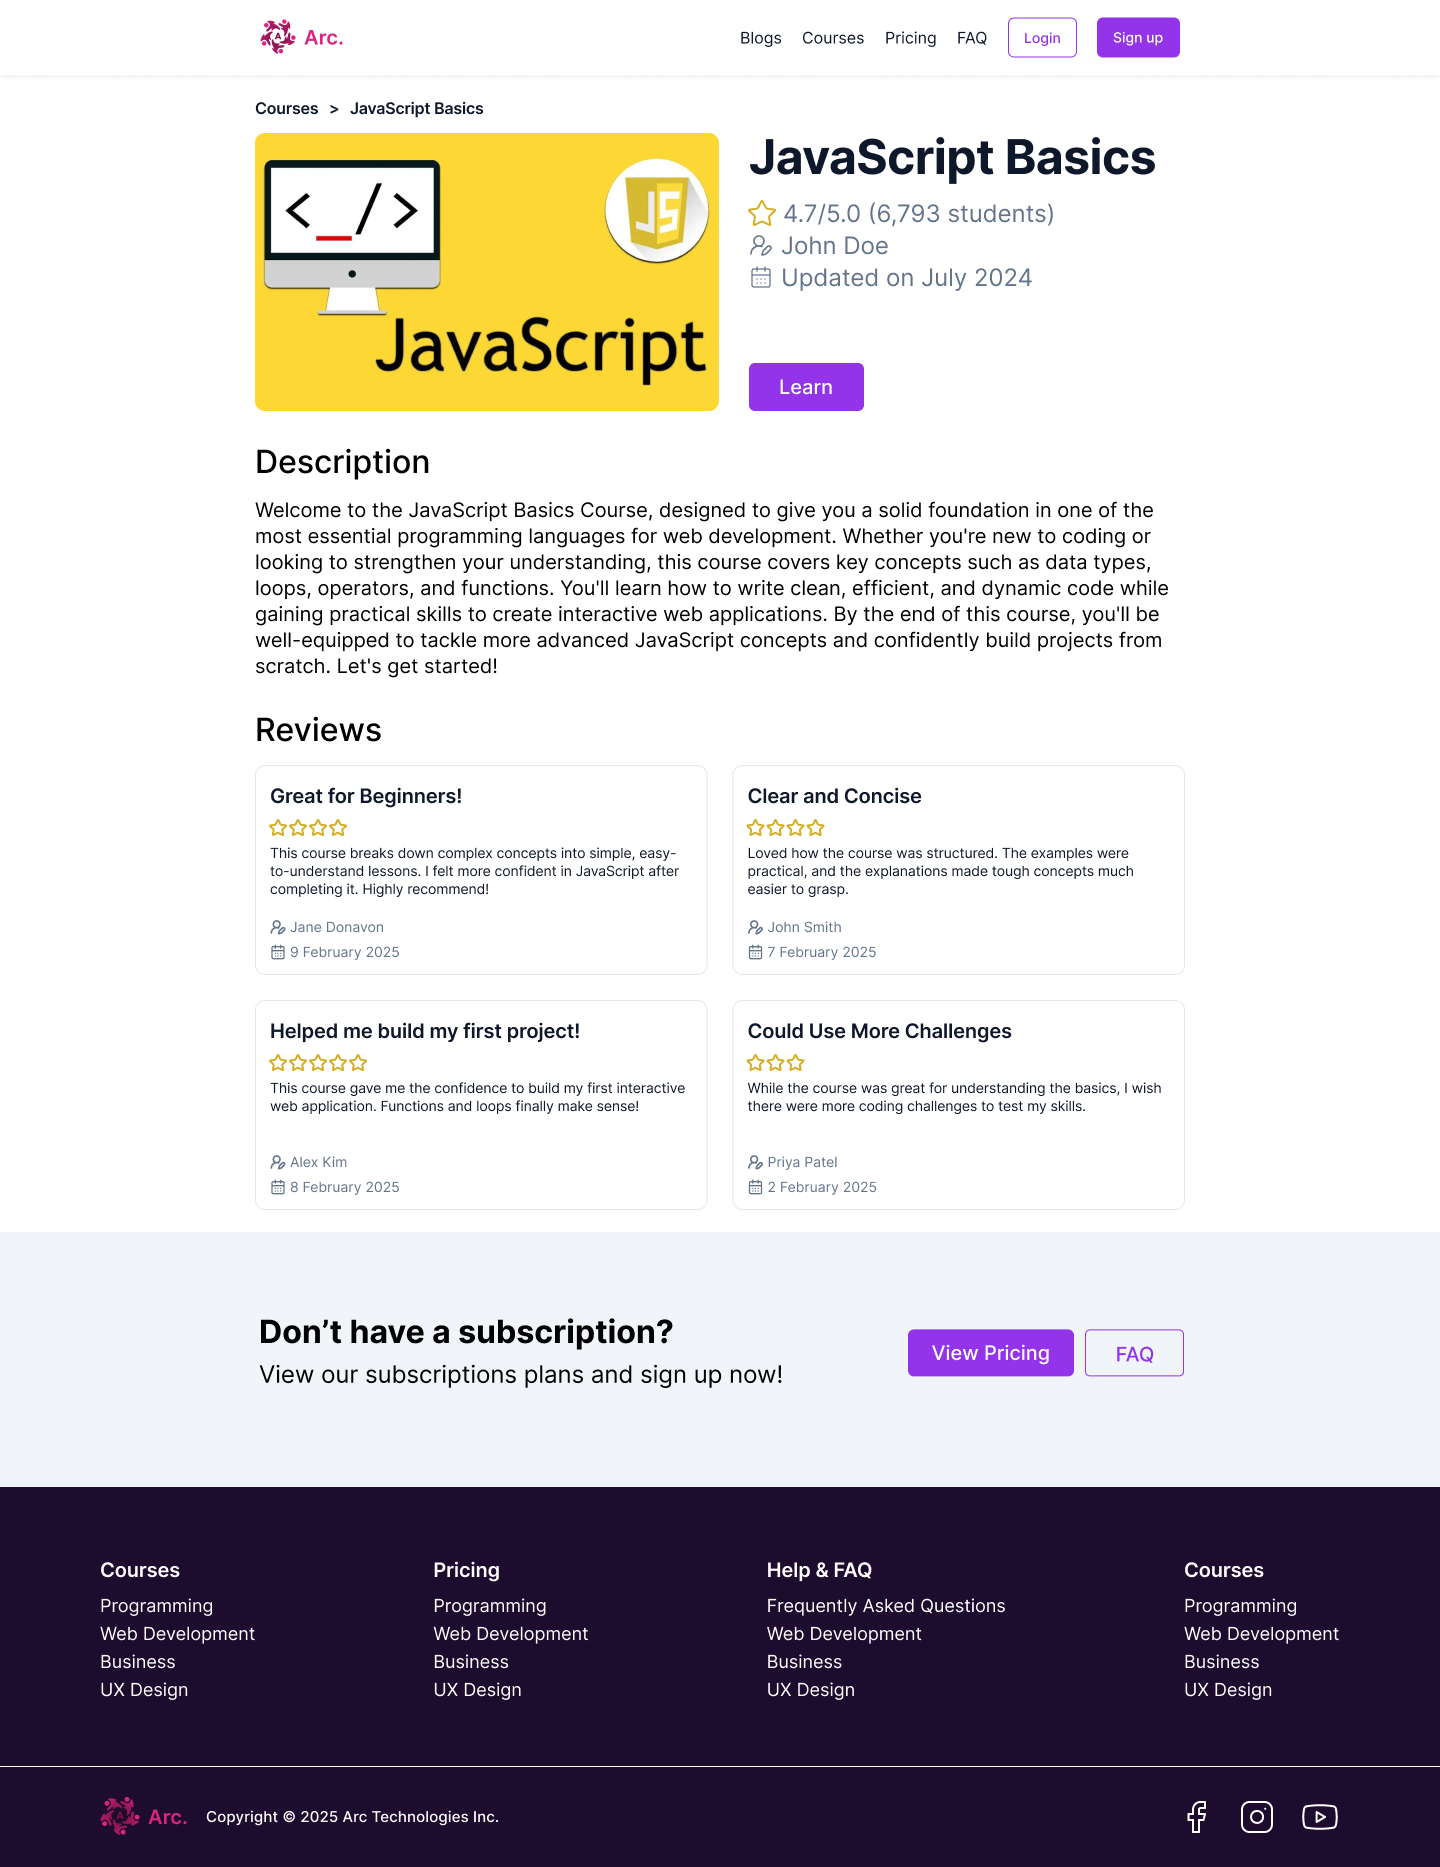 Arc.
Blogs Courses Pricing FAQ Login Sign up
Courses > JavaScript Basics
<_/>
JS
JavaScript
JavaScript Basics
4.7/5.0 (6,793 students)
John Doe
Updated on July 2024
Learn
Description
Welcome to the JavaScript Basics Course, designed to give you a solid foundation in one of the
most essential programming languages for web development. Whether you're new to coding or
looking to strengthen your understanding, this course covers key concepts such as data types,
loops, operators, and functions. You'll learn how to write clean, efficient, and dynamic code while
gaining practical skills to create interactive web applications. By the end of this course, you'll be
well-equipped to tackle more advanced JavaScript concepts and confidently build projects from
scratch. Let's get started!
Reviews
Great for Beginners!
This course breaks down complex concepts into simple, easy-
to-understand lessons. I felt more confident in JavaScript after
completing it. Highly recommend!
Jane Donavon
9 February 2025
Clear and Concise
Loved how the course was structured. The examples were
practical, and the explanations made tough concepts much
easier to grasp.
John Smith
7 February 2025
Helped me build my first project!
This course gave me the confidence to build my first interactive
web application. Functions and loops finally make sense!
Alex Kim
8 February 2025
Could Use More Challenges
While the course was great for understanding the basics, I wish
there were more coding challenges to test my skills.
Priya Patel
2 February 2025
Don’t have a subscription?
View our subscriptions plans and sign up now!
View Pricing
FAQ
Courses
Programming
Web Development
Business
UX Design
Pricing
Programming
Web Development
Business
UX Design
Help & FAQ
Frequently Asked Questions
Web Development
Business
UX Design
Courses
Programming
Web Development
Business
UX Design
Arc.
Copyright © 2025 Arc Technologies Inc.